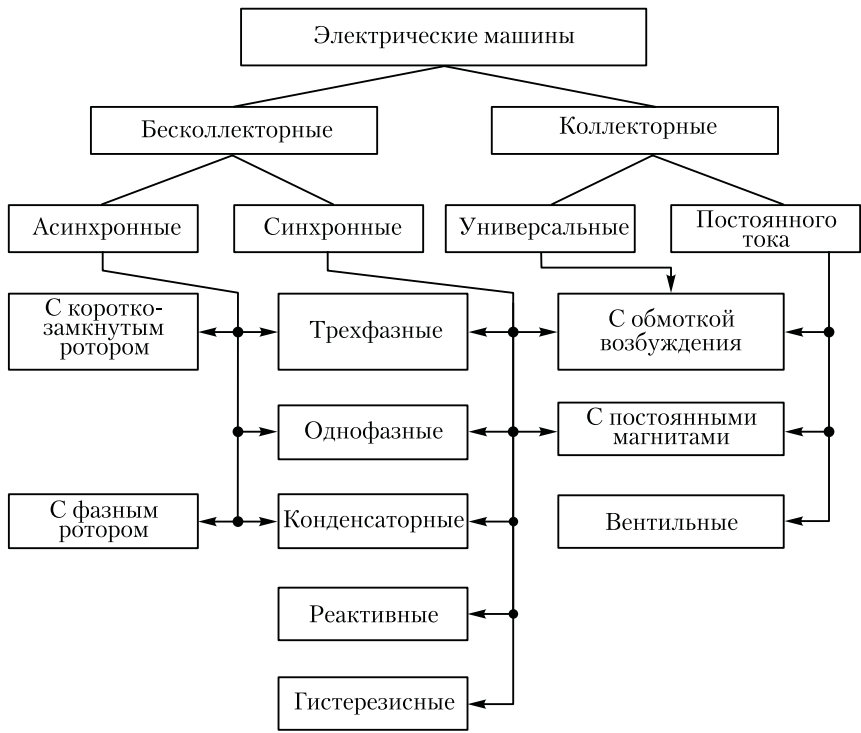 Электрические машины
Бесколлекторные
Коллекторные
Асинхронные
Синхронные
Универсальные
Постоянного
тока
С коротко-
замкнутым
ротором
Трехфазные
С обмоткой
возбуждения
Однофазные
С постоянными
магнитами
С фазным
ротором
Конденсаторные
Вентильные
Реактивные
Гистерезисные